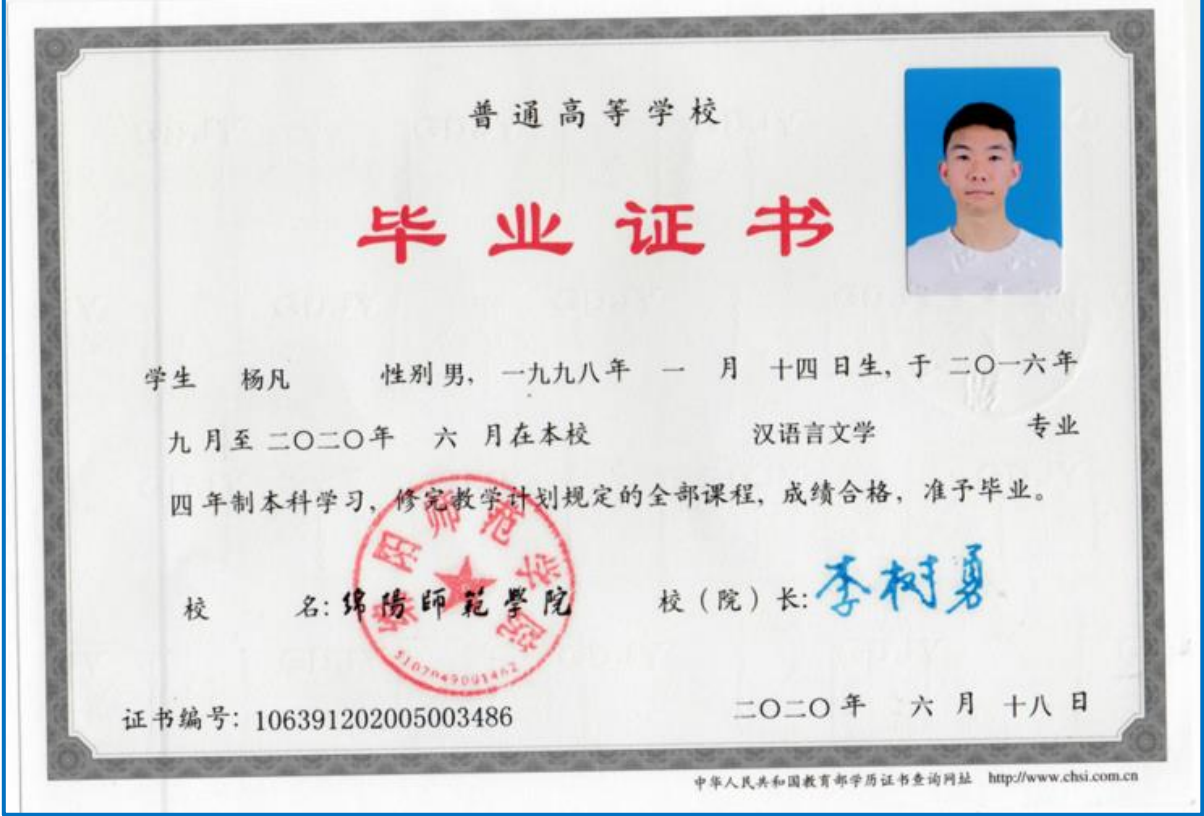 普通高等学校
毕业证书
学生 杨凡 性别 男, 一九九八年 一 月 十四 日生, 于 二〇一六年
九 月至 二〇二〇年 六 月在本校 汉语言文学 专业
四 年制本科学习, 修完教学计划规定的全部课程, 成绩合格, 准予毕业。
绵阳师范学院
校 名: 绵陽師範學院 校(院)长: 李树勇
5107049001462
证书编号: 106391202005003486 二〇二〇年 六 月 十八 日
中华人民共和国教育部学历证书查询网址 http://www.chsi.com.cn